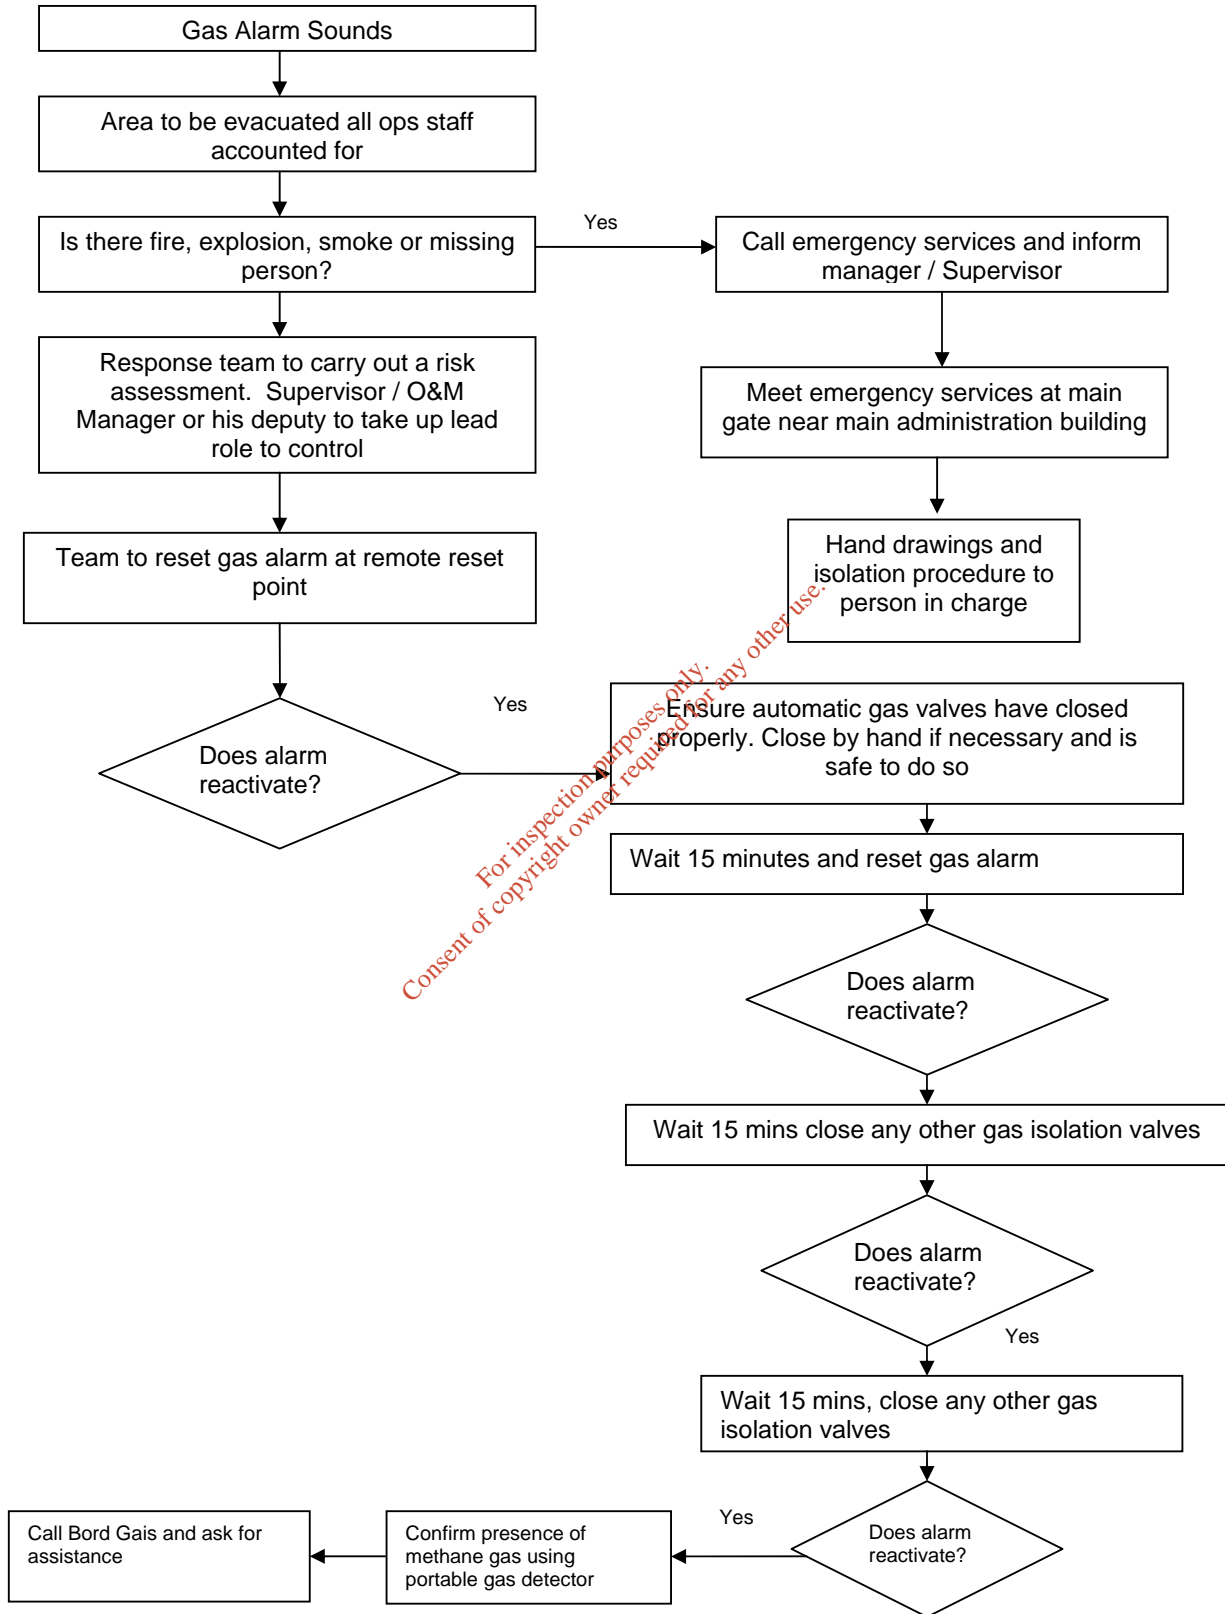 Gas Alarm Sounds
Area to be evacuated all ops staff
accounted for
Is there fire, explosion, smoke or missing
person?
Yes
Call emergency services and inform
manager / Supervisor
Response team to carry out a risk
assessment.  Supervisor / O&M
Manager or his deputy to take up lead
role to control
Meet emergency services at main
gate near main administration building
Team to reset gas alarm at remote reset
point
Hand drawings and
isolation procedure to
person in charge
Does alarm
reactivate?
Yes
Ensure automatic gas valves have closed
properly. Close by hand if necessary and is
safe to do so
For inspection purposes only.
Consent of copyright owner required for any other use.
Wait 15 minutes and reset gas alarm
Does alarm
reactivate?
Wait 15 mins close any other gas isolation valves
Does alarm
reactivate?
Yes
Wait 15 mins, close any other gas
isolation valves
Does alarm
reactivate?
Yes
Confirm presence of
methane gas using
portable gas detector
Call Bord Gais and ask for
assistance